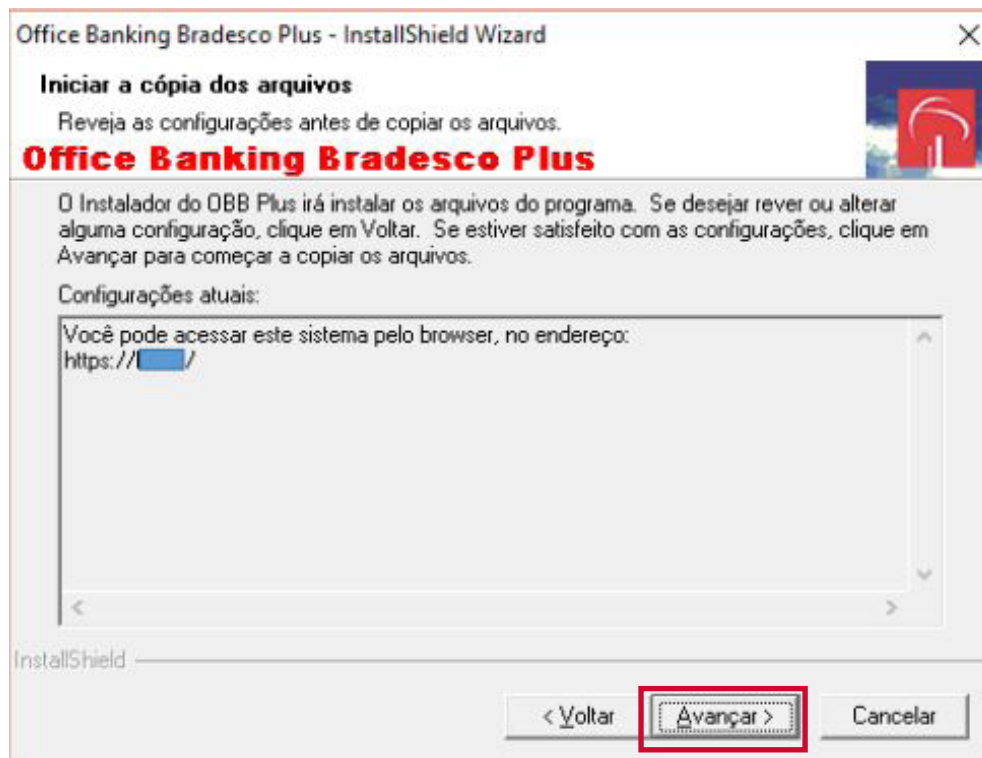 Office Banking Bradesco Plus - InstallShield Wizard
Iniciar a cópia dos arquivos
Reveja as configurações antes de copiar os arquivos.
Office Banking Bradesco Plus
O Instalador do OBB Plus irá instalar os arquivos do programa. Se desejar rever ou alterar
alguma configuração, clique em Voltar. Se estiver satisfeito com as configurações, clique em
Avançar para começar a copiar os arquivos.
Configurações atuais:
Você pode acessar este sistema pelo browser, no endereço:
https:// /
InstallShield
< Voltar Avançar > Cancelar